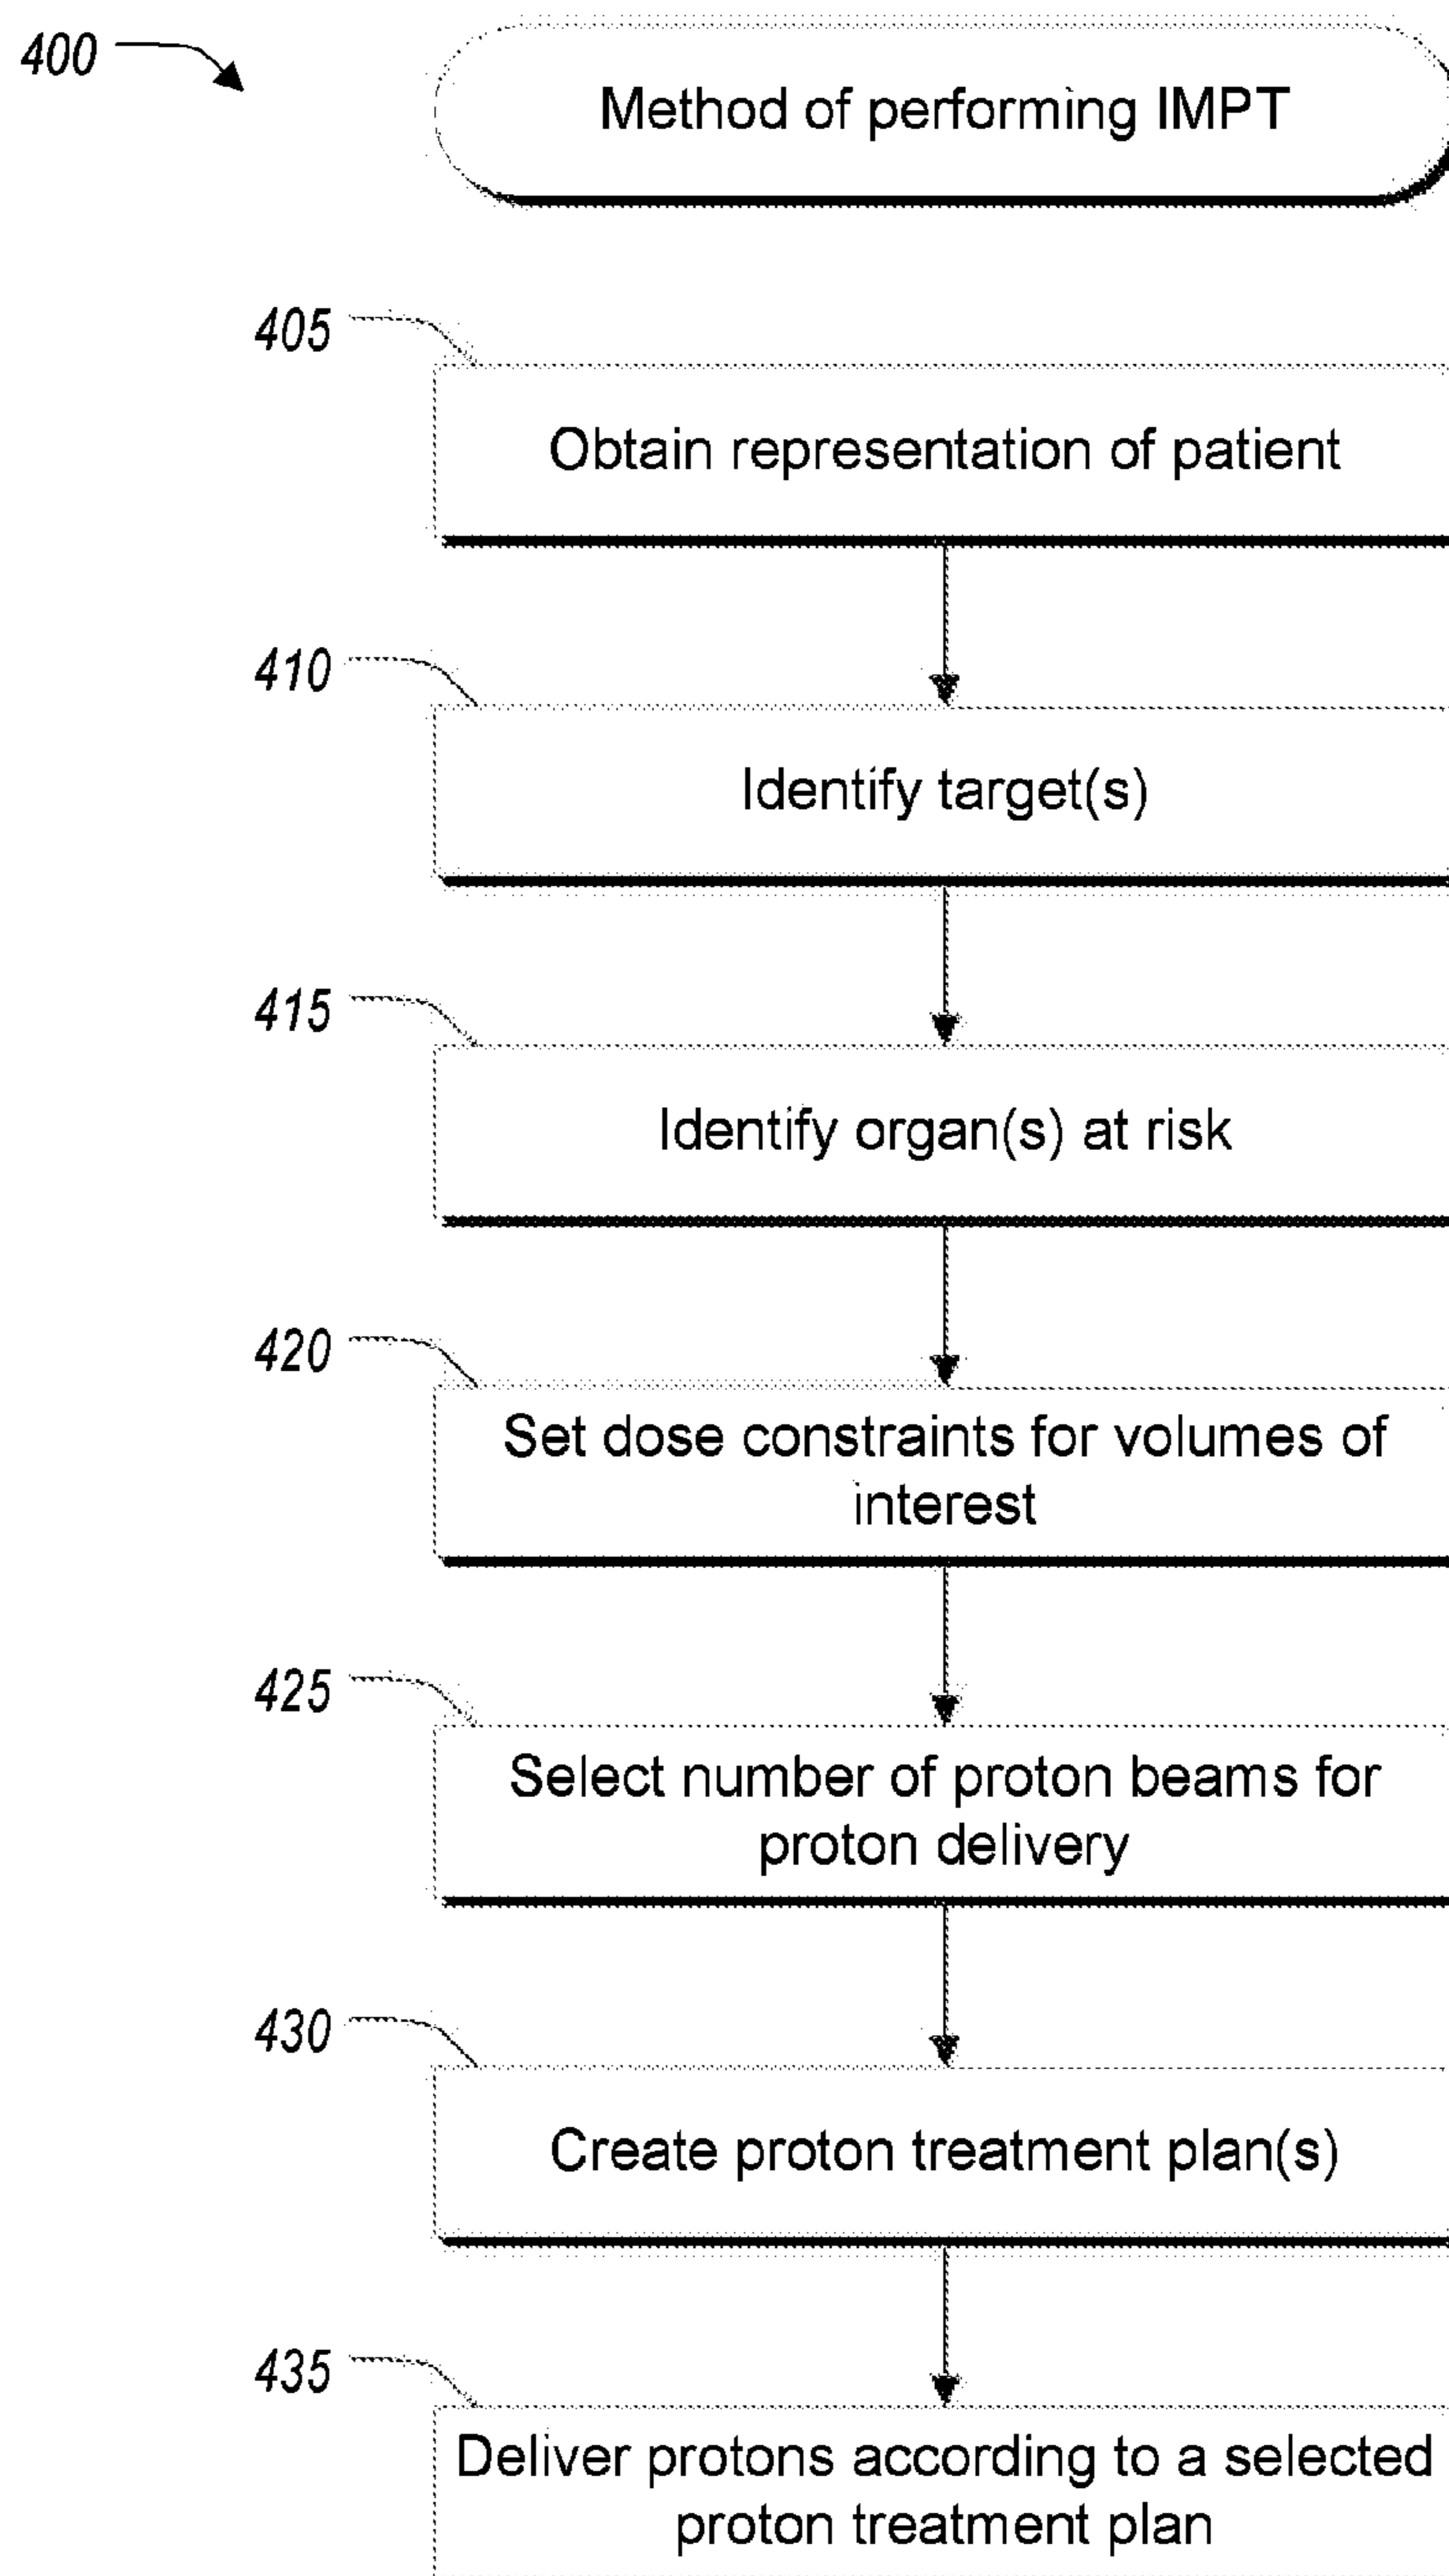 400
Method of performing IMPT
405
Obtain representation of patient
410
Identify target(s)
415
Identify organ(s) at risk
420
Set dose constraints for volumes of
interest
425
Select number of proton beams for
proton delivery
430
Create proton treatment plan(s)
435
Deliver protons according to a selected
proton treatment plan